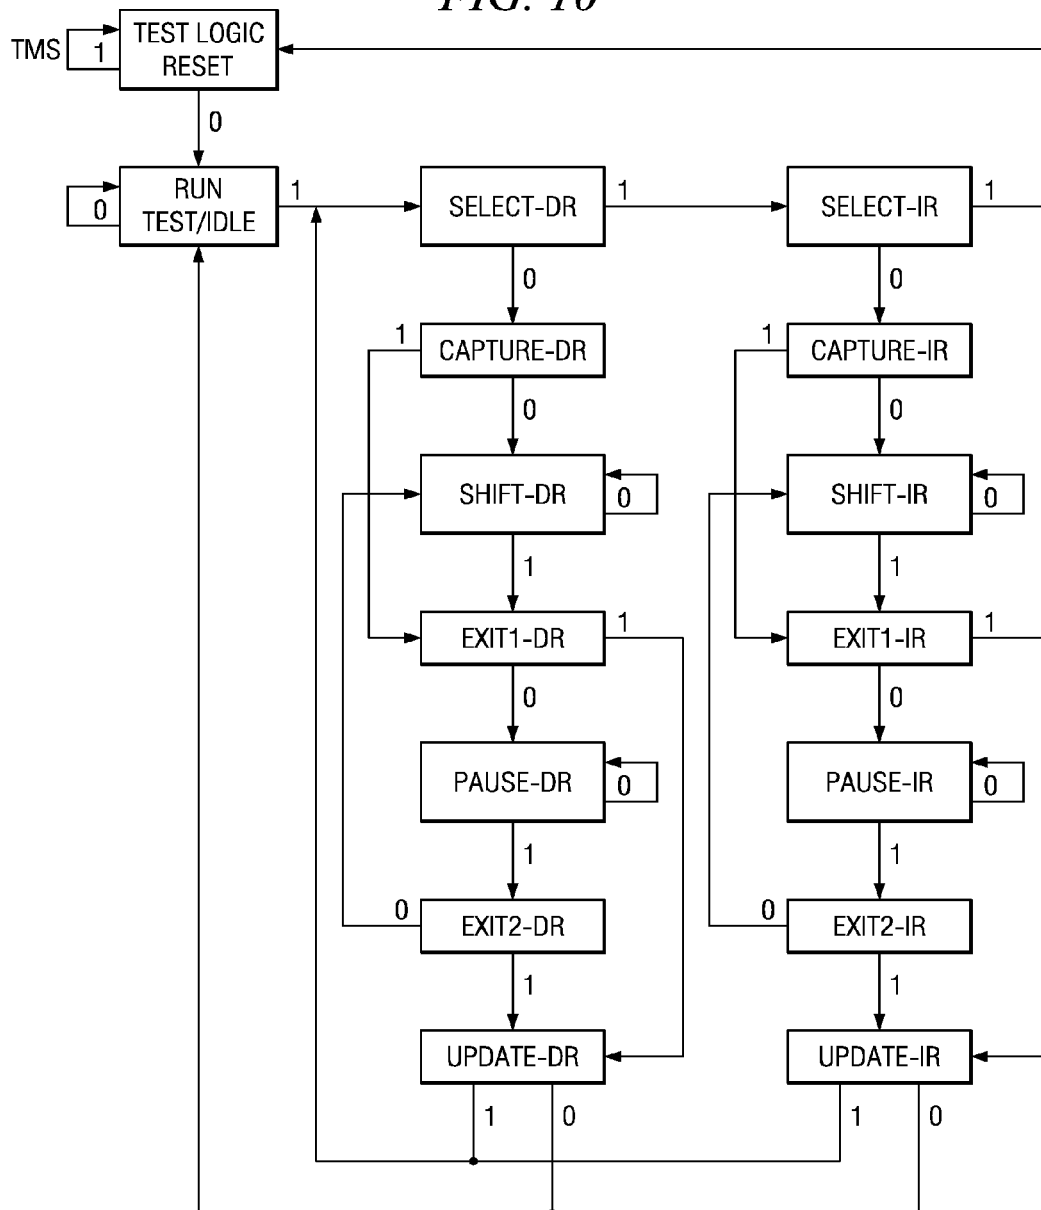 FIG. 10
TMS
1
TEST LOGIC
RESET
0
0
RUN
TEST/IDLE
1
SELECT-DR
1
SELECT-IR
1
0
0
1
CAPTURE-DR
1
CAPTURE-IR
0
0
SHIFT-DR
0
SHIFT-IR
0
1
1
EXIT1-DR
1
EXIT1-IR
1
0
0
PAUSE-DR
0
PAUSE-IR
0
1
1
0
EXIT2-DR
0
EXIT2-IR
1
1
UPDATE-DR
UPDATE-IR
1
0
1
0